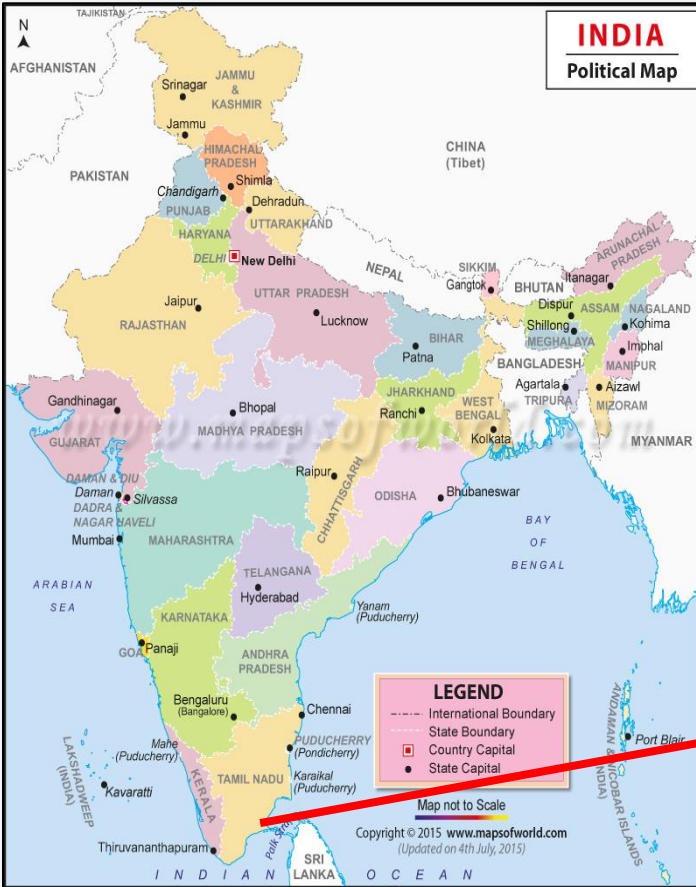 TAJIKISTAN
N
INDIA
Political Map
AFGHANISTAN
JAMMU
&
KASHMIR
Srinagar
Jammu
CHINA
(Tibet)
HIMACHAL
PRADESH
PAKISTAN
Shimla
Chandigarh
PUNJAB
Dehradun
UTTARAKHAND
HARYANA
DELHI
New Delhi
ARUNACHAL
PRADESH
NEPAL
SIKKIM
Gangtok
BHUTAN
Itanagar
UTTAR PRADESH
Jaipur
RAJASTHAN
Lucknow
Dispur
ASSAM
NAGALAND
Shillong
MEGHALAYA
Kohima
BIHAR
Patna
Imphal
MANIPUR
BANGLADESH
Gandhinagar
JHARKHAND
Ranchi
WEST
BENGAL
Agartala
TRIPURA
Aizawl
MIZORAM
Bhopal
MADHYA PRADESH
www.mapsofworld.com
GUJARAT
Kolkata
MYANMAR
Raipur
CHHATTISGARH
DAMAN & DIU
Daman
Silvassa
DADRA &
NAGAR HAVELI
ODISHA
Bhubaneswar
Mumbai
MAHARASHTRA
BAY
OF
BENGAL
ARABIAN
SEA
TELANGANA
Hyderabad
KARNATAKA
Yanam
(Puducherry)
GOA
Panaji
ANDHRA
PRADESH
Bengaluru
(Bangalore)
Chennai
LEGEND
International Boundary
State Boundary
Country Capital
State Capital
Mahe
(Puducherry)
PUDUCHERRY
(Pondicherry)
Karaikal
(Puducherry)
ANDAMAN & NICOBAR ISLANDS
(INDIA)
Port Blair
LAKSHADWEEP
(INDIA)
Kavaratti
KERALA
TAMIL NADU
Map not to Scale
Copyright © 2015 www.mapsofworld.com
(Updated on 4th July, 2015)
Thiruvananthapuram
Palk
SRI
LANKA
INDIAN OCEAN